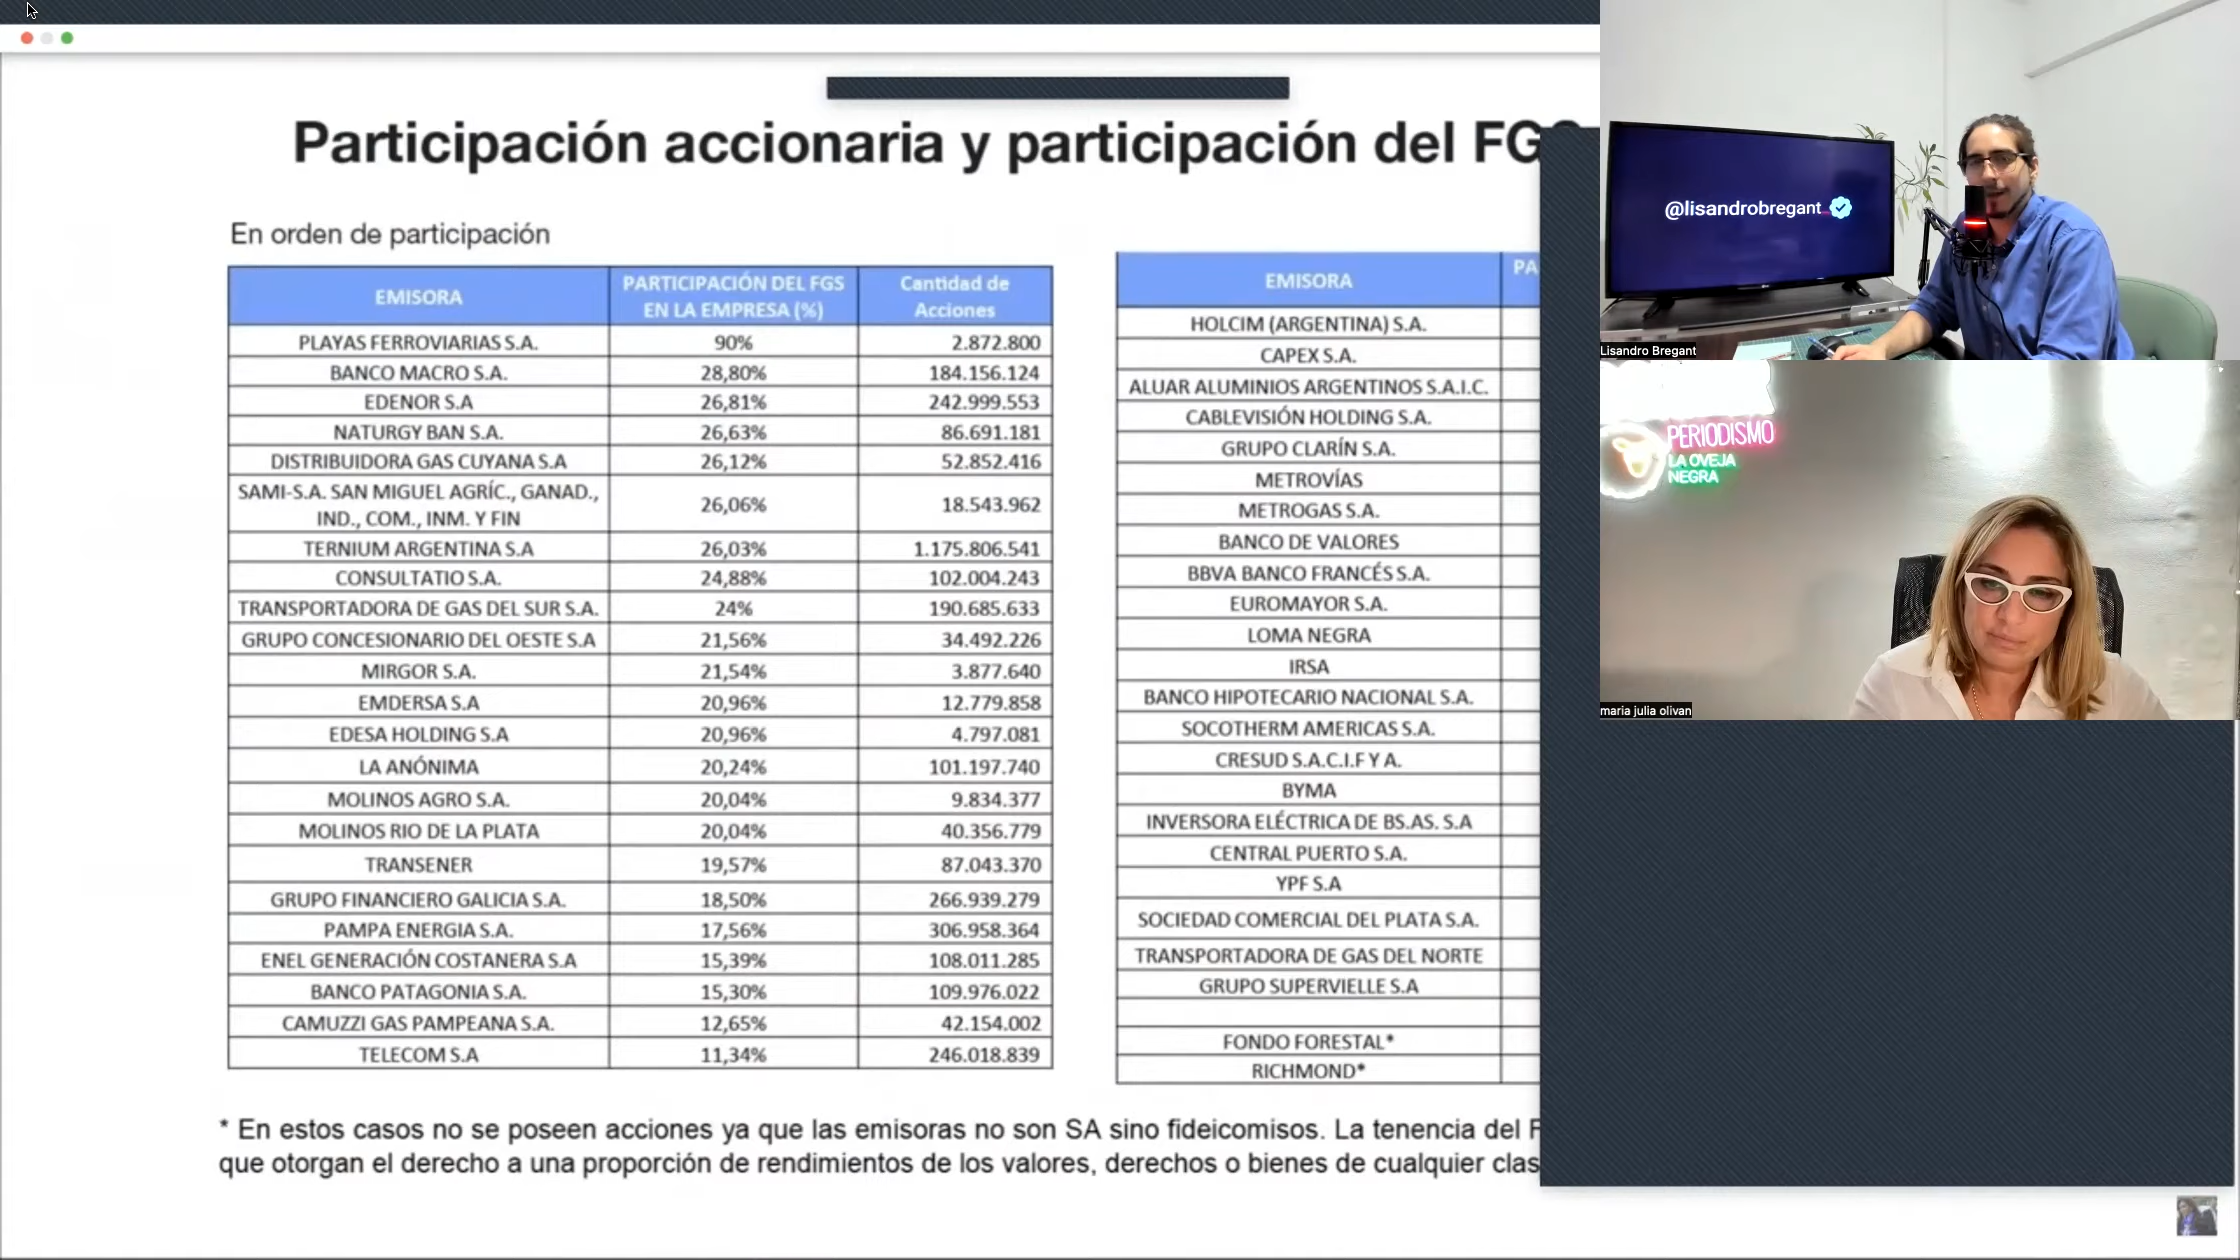 Participación accionaria y participación del FGS
En orden de participación
EMISORA PARTICIPACIÓN DEL FGS EN LA EMPRESA (%) Cantidad de Acciones
PLAYAS FERROVIARIAS S.A. 90% 2.872.800
BANCO MACRO S.A. 28,80% 184.156.124
EDENOR S.A 26,81% 242.999.553
NATURGY BAN S.A. 26,63% 86.691.181
DISTRIBUIDORA GAS CUYANA S.A 26,12% 52.852.416
SAMI-S.A. SAN MIGUEL AGRÍC., GANAD.,
IND., COM., INM. Y FIN 26,06% 18.543.962
TERNIUM ARGENTINA S.A 26,03% 1.175.806.541
CONSULTATIO S.A. 24,88% 102.004.243
TRANSPORTADORA DE GAS DEL SUR S.A. 24% 190.685.633
GRUPO CONCESIONARIO DEL OESTE S.A 21,56% 34.492.226
MIRGOR S.A. 21,54% 3.877.640
EMDERSA S.A 20,96% 12.779.858
EDESA HOLDING S.A 20,96% 4.797.081
LA ANÓNIMA 20,24% 101.197.740
MOLINOS AGRO S.A. 20,04% 9.834.377
MOLINOS RIO DE LA PLATA 20,04% 40.356.779
TRANSENER 19,57% 87.043.370
GRUPO FINANCIERO GALICIA S.A. 18,50% 266.939.279
PAMPA ENERGIA S.A. 17,56% 306.958.364
ENEL GENERACIÓN COSTANERA S.A 15,39% 108.011.285
BANCO PATAGONIA S.A. 15,30% 109.976.022
CAMUZZI GAS PAMPEANA S.A. 12,65% 42.154.002
TELECOM S.A 11,34% 246.018.839
EMISORA PA
HOLCIM (ARGENTINA) S.A.
CAPEX S.A.
ALUAR ALUMINIOS ARGENTINOS S.A.I.C.
CABLEVISIÓN HOLDING S.A.
GRUPO CLARÍN S.A.
METROVÍAS
METROGAS S.A.
BANCO DE VALORES
BBVA BANCO FRANCÉS S.A.
EUROMAYOR S.A.
LOMA NEGRA
IRSA
BANCO HIPOTECARIO NACIONAL S.A.
SOCOTHERM AMERICAS S.A.
CRESUD S.A.C.I.F Y A.
BYMA
INVERSORA ELÉCTRICA DE BS.AS. S.A
CENTRAL PUERTO S.A.
YPF S.A
SOCIEDAD COMERCIAL DEL PLATA S.A.
TRANSPORTADORA DE GAS DEL NORTE
GRUPO SUPERVIELLE S.A
FONDO FORESTAL*
RICHMOND*
* En estos casos no se poseen acciones ya que las emisoras no son SA sino fideicomisos. La tenencia del F
que otorgan el derecho a una proporción de rendimientos de los valores, derechos o bienes de cualquier clas
@lisandrobregant_
Lisandro Bregant
PERIODISMO
LA OVEJA
NEGRA
maria julia olivan